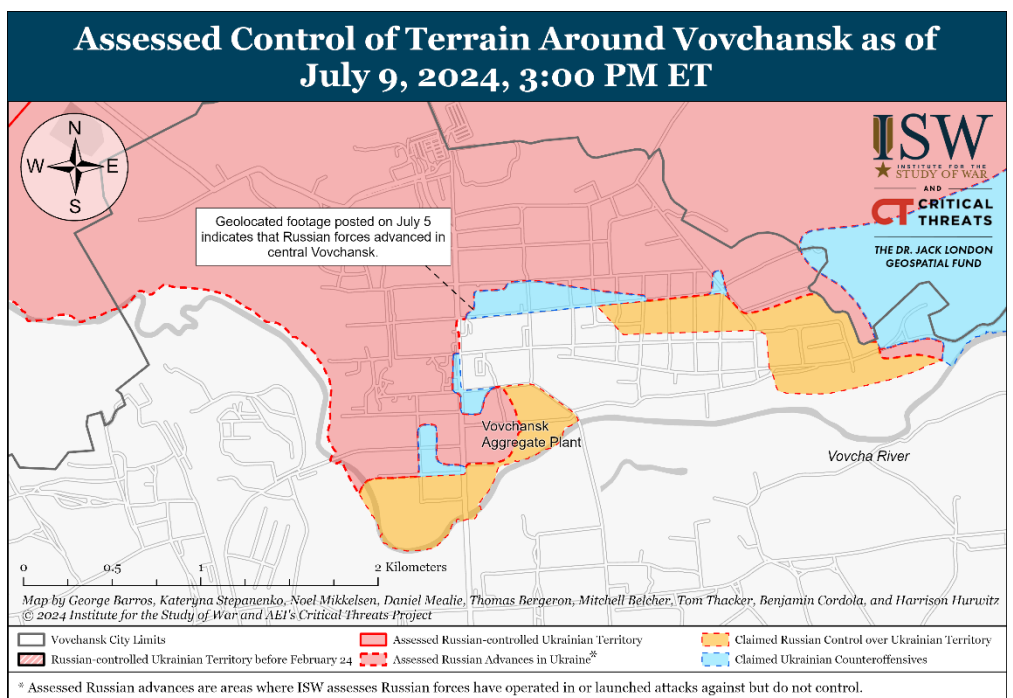 Assessed Control of Terrain Around Vovchansk as of
July 9, 2024, 3:00 PM ET
N
W
E
S
ISW
INSTITUTE FOR THE
STUDY OF WAR
AND
CT CRITICAL
THREATS
THE DR. JACK LONDON
GEOSPATIAL FUND
Geolocated footage posted on July 5
indicates that Russian forces advanced in
central Vovchansk.
Vovchansk
Aggregate Plant
Vovcha River
0 0.5 1 2 Kilometers
Map by George Barros, Kateryna Stepanenko, Noel Mikkelsen, Daniel Mealie, Thomas Bergeron, Mitchell Belcher, Tom Thacker, Benjamin Cordola, and Harrison Hurwitz
© 2024 Institute for the Study of War and AEI's Critical Threats Project
Vovchansk City Limits
Assessed Russian-controlled Ukrainian Territory
Claimed Russian Control over Ukrainian Territory
Russian-controlled Ukrainian Territory before February 24
Assessed Russian Advances in Ukraine*
Claimed Ukrainian Counteroffensives
* Assessed Russian advances are areas where ISW assesses Russian forces have operated in or launched attacks against but do not control.